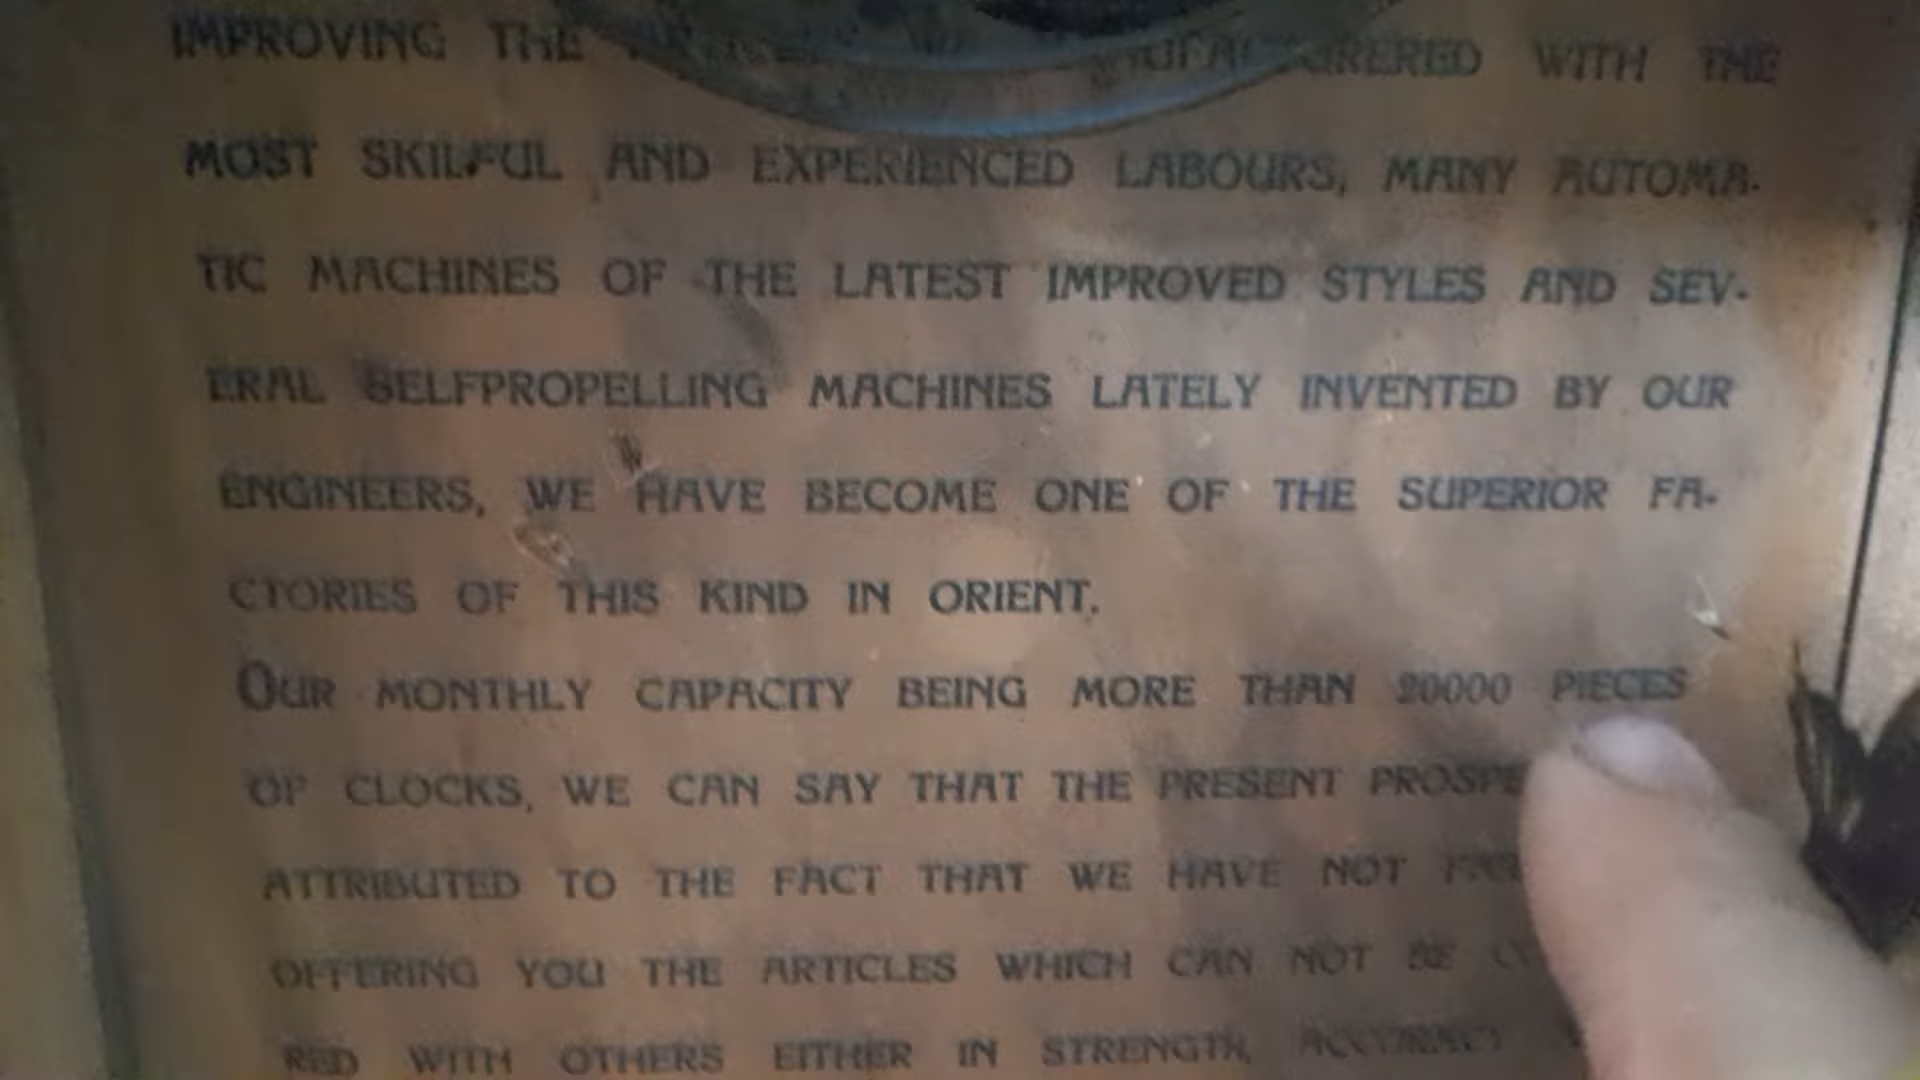 IMPROVING THE WITH THE
MOST SKILFUL AND EXPERIENCED LABOURS, MANY AUTOMA-
TIC MACHINES OF THE LATEST IMPROVED STYLES AND SEV-
ERAL SELFPROPELLING MACHINES LATELY INVENTED BY OUR
ENGINEERS, WE HAVE BECOME ONE OF THE SUPERIOR FA-
CTORIES OF THIS KIND IN ORIENT.
OUR MONTHLY CAPACITY BEING MORE THAN 20000 PIECES
OF CLOCKS, WE CAN SAY THAT THE PRESENT
ATTRIBUTED TO THE FACT THAT WE HAVE NOT
OFFERING YOU THE ARTICLES WHICH CAN NOT BE
RED WITH OTHERS EITHER IN STRENGTH, ACCURACY